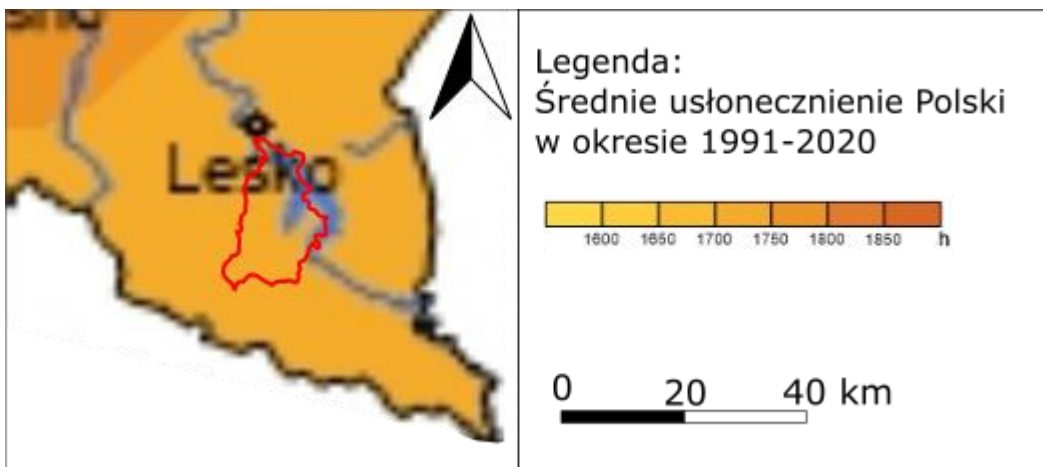 Lesko
Legenda:
Średnie usłonecznienie Polski
w okresie 1991-2020
1600 1650 1700 1750 1800 1850 h
0 20 40 km